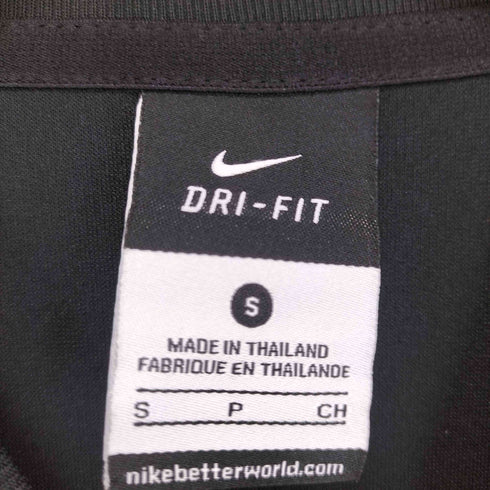 DRI-FIT
S
MADE IN THAILAND
FABRIQUE EN THAILANDE
S P CH
nikebetterworld.com